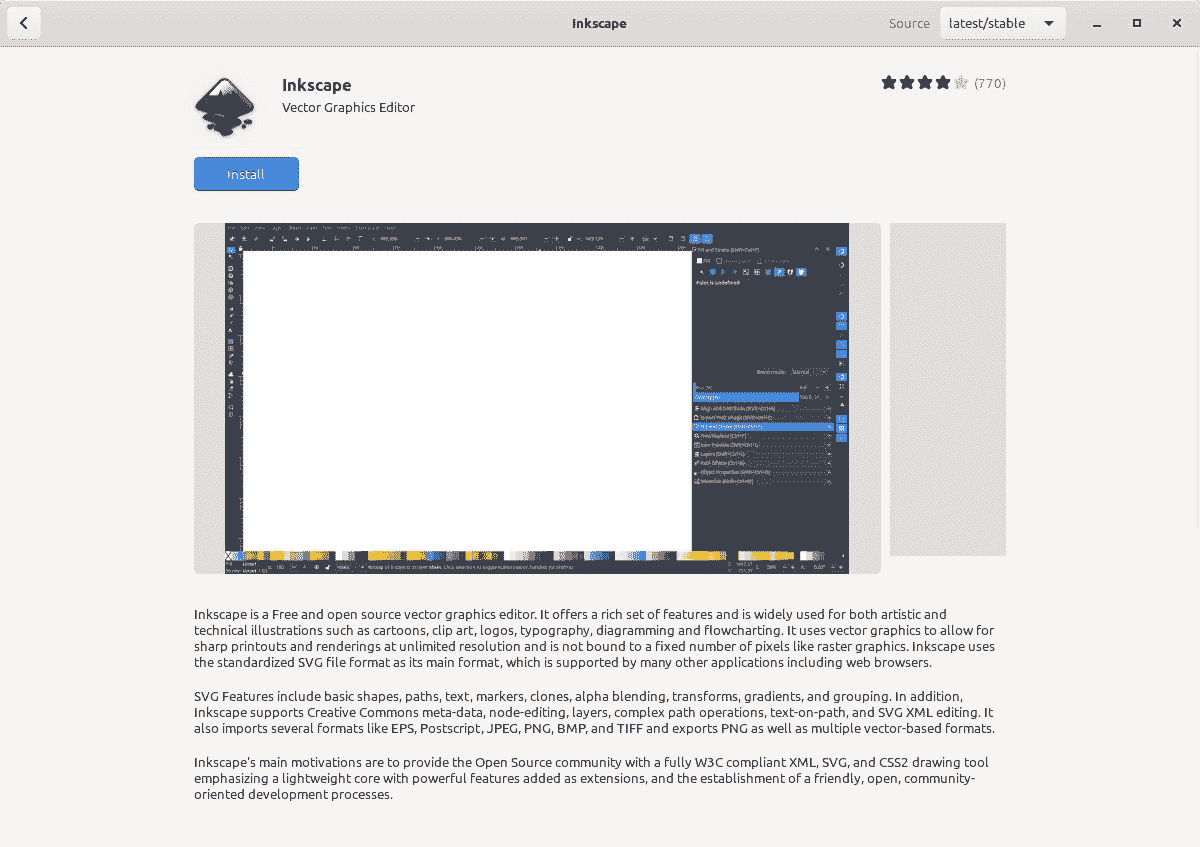 Inkscape
Source
latest/stable
Inkscape
(770)
Vector Graphics Editor
Install
Inkscape is a Free and open source vector graphics editor. It offers a rich set of features and is widely used for both artistic and
technical illustrations such as cartoons, clip art, logos, typography, diagramming and flowcharting. It uses vector graphics to allow for
sharp printouts and renderings at unlimited resolution and is not bound to a fixed number of pixels like raster graphics. Inkscape uses
the standardized SVG file format as its main format, which is supported by many other applications including web browsers.
SVG Features include basic shapes, paths, text, markers, clones, alpha blending, transforms, gradients, and grouping. In addition,
Inkscape supports Creative Commons meta-data, node-editing, layers, complex path operations, text-on-path, and SVG XML editing. It
also imports several formats like EPS, Postscript, JPEG, PNG, BMP, and TIFF and exports PNG as well as multiple vector-based formats.
Inkscape's main motivations are to provide the Open Source community with a fully W3C compliant XML, SVG, and CSS2 drawing tool
emphasizing a lightweight core with powerful features added as extensions, and the establishment of a friendly, open, community-
oriented development processes.